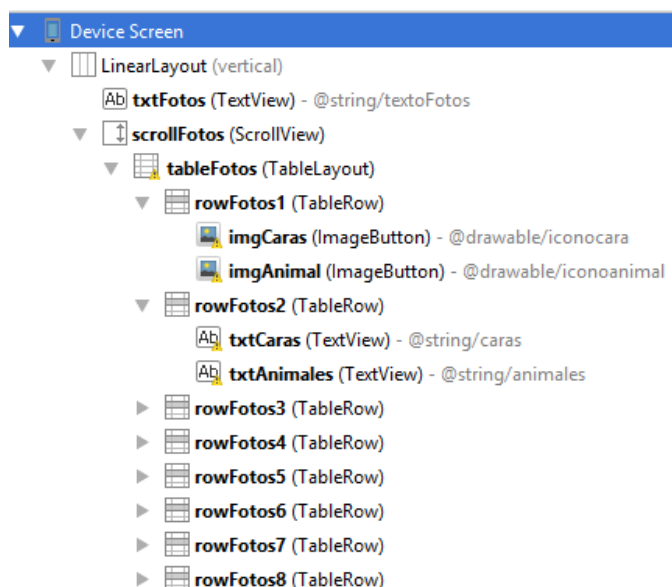 Device Screen
LinearLayout (vertical)
Ab txtFotos (TextView) - @string/textoFotos
scrollFotos (ScrollView)
tableFotos (TableLayout)
rowFotos1 (TableRow)
imgCaras (ImageButton) - @drawable/iconocara
imgAnimal (ImageButton) - @drawable/iconoanimal
rowFotos2 (TableRow)
Ab txtCaras (TextView) - @string/caras
Ab txtAnimales (TextView) - @string/animales
rowFotos3 (TableRow)
rowFotos4 (TableRow)
rowFotos5 (TableRow)
rowFotos6 (TableRow)
rowFotos7 (TableRow)
rowFotos8 (TableRow)